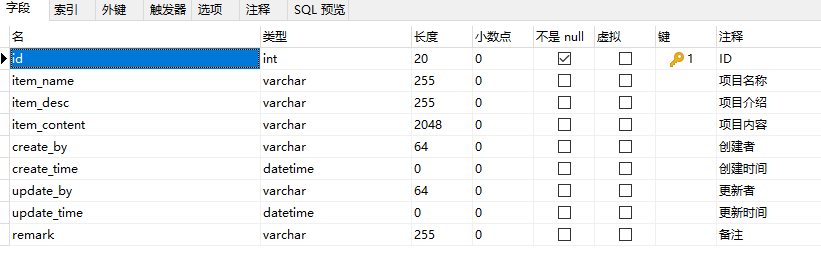 字段 索引 外键 触发器 选项 注释 SQL 预览
名 类型 长度 小数点 不是 null 虚拟 键 注释
id int 20 0 1 ID
item_name varchar 255 0 项目名称
item_desc varchar 255 0 项目介绍
item_content varchar 2048 0 项目内容
create_by varchar 64 0 创建者
create_time datetime 0 0 创建时间
update_by varchar 64 0 更新者
update_time datetime 0 0 更新时间
remark varchar 255 0 备注